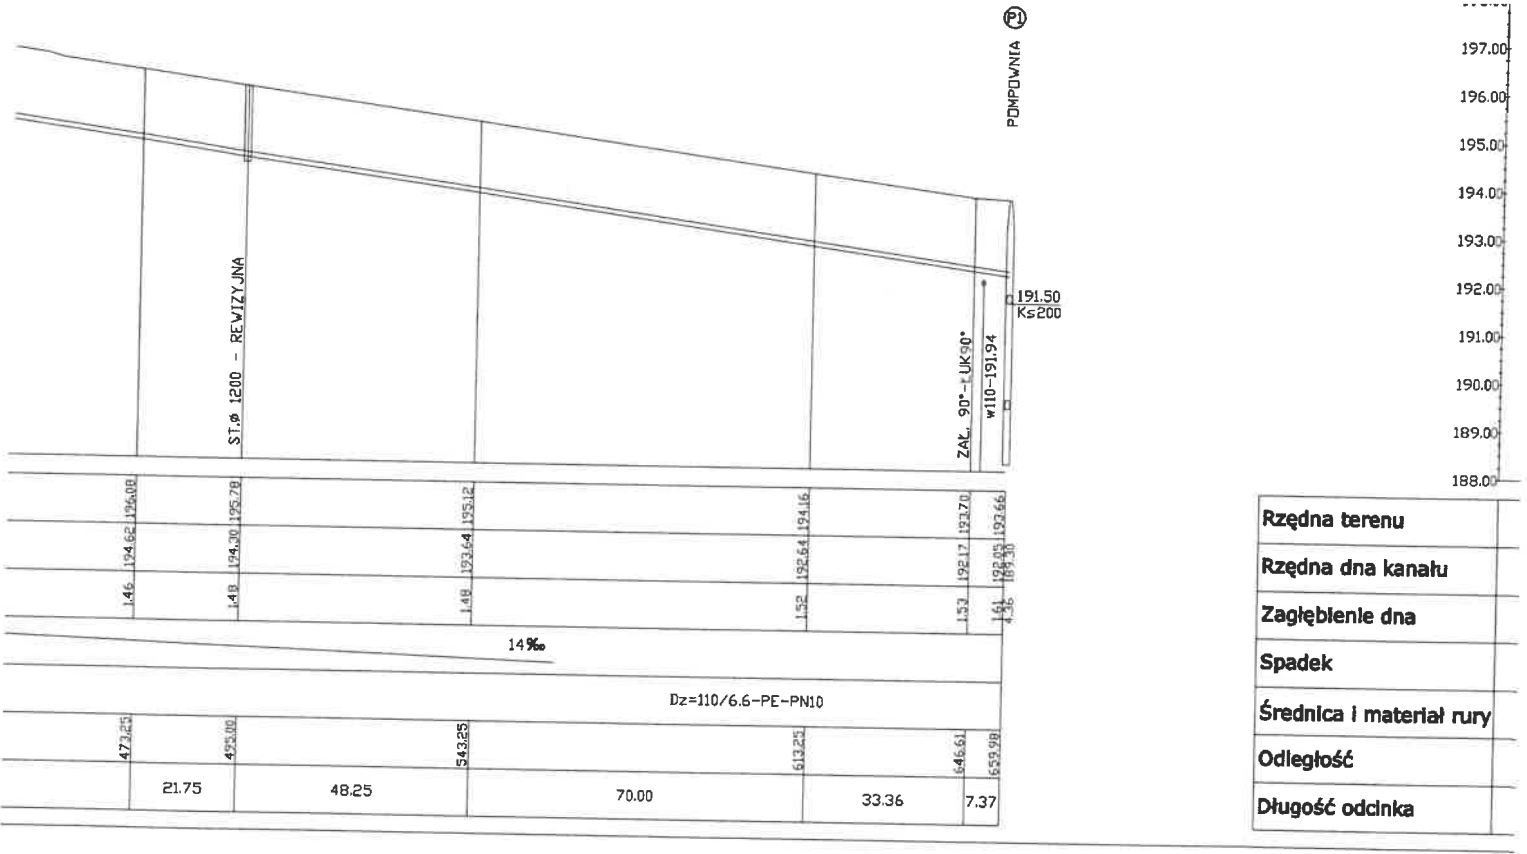 P1
POMPOWNIA
197.00
196.00
195.00
194.00
193.00
192.00
191.00
190.00
189.00
188.00
ST.Ø 1200 - REWIZYJNA
ZAŁ. 90°-ŁUK90°
w110-191.94
191.50
Ks200
Rzędna terenu
196.08 195.78 195.12 194.16 193.70 193.66
Rzędna dna kanału
194.62 194.30 193.64 192.64 192.17 192.05 189.30
Zagłębienie dna
1.46 1.48 1.48 1.52 1.53 1.61 4.36
Spadek
14‰
Średnica i materiał rury
Dz=110/6.6-PE-PN10
Odległość
473.25 495.00 543.25 613.25 646.61 659.98
Długość odcinka
21.75 48.25 70.00 33.36 7.37